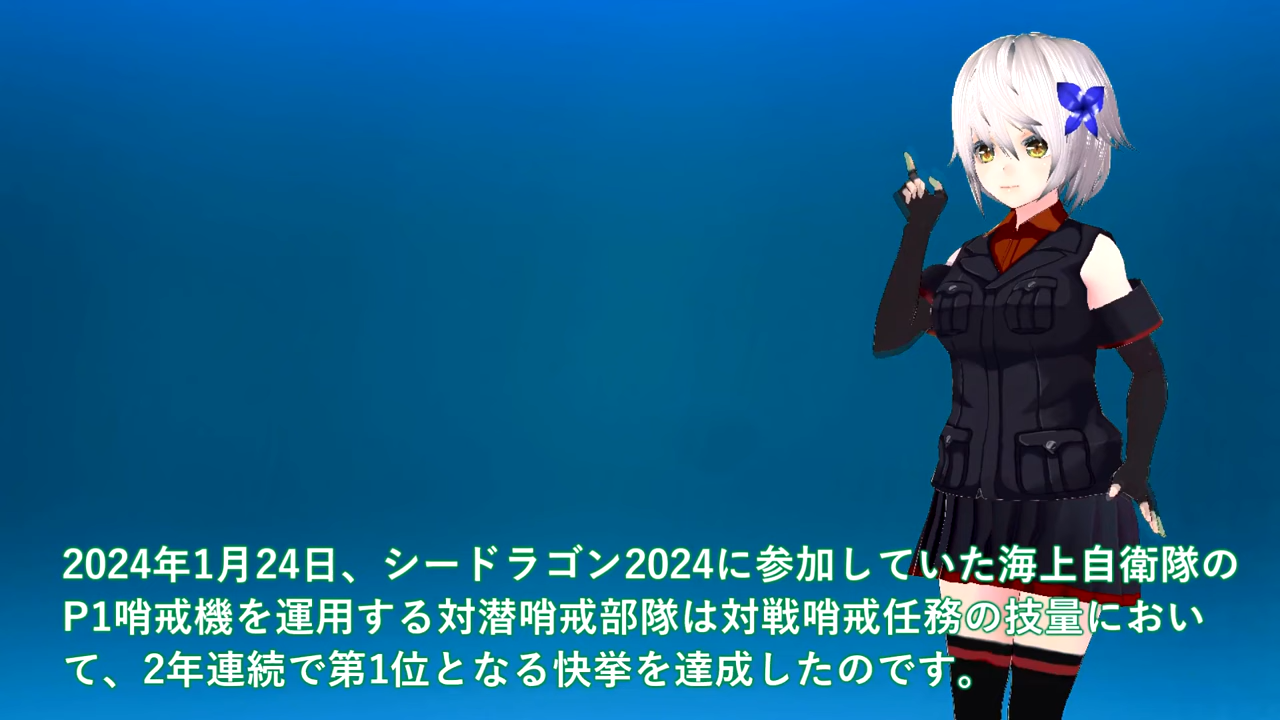 2024年1月24日、シードラゴン2024に参加していた海上自衛隊の
P1哨戒機を運用する対潜哨戒部隊は対戦哨戒任務の技量におい
て、2年連続で第1位となる快挙を達成したのです。